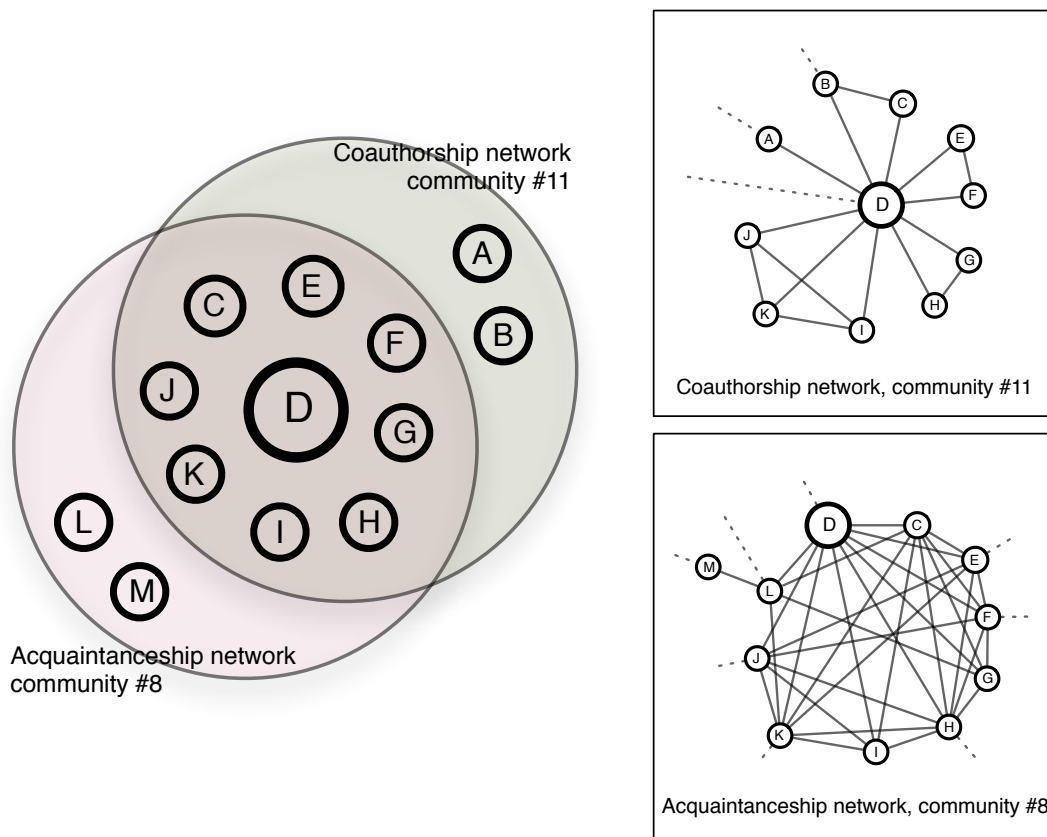 Coauthorship network
community #11
A
B
C
E
F
J
D
G
K
I
H
L
M
Acquaintanceship network
community #8
B
C
A
E
F
D
J
G
H
K
I
Coauthorship network, community #11
D
C
E
M
L
F
J
G
H
K
I
Acquaintanceship network, community #8